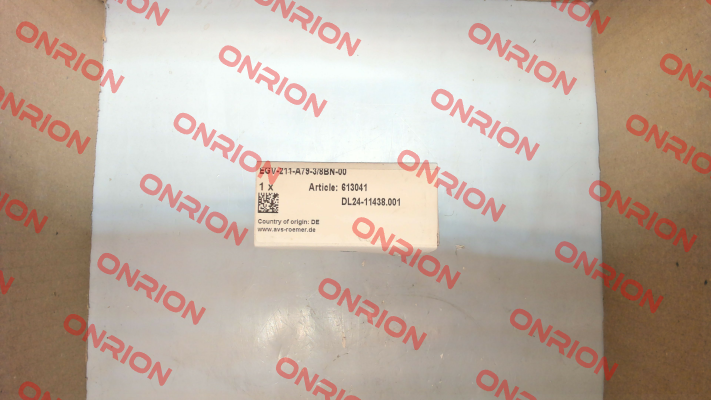 EGV-211-A79-3/8BN-00
1 x Article: 613041
DL24-11438.001
Country of origin: DE
www.avs-roemer.de
ONRION